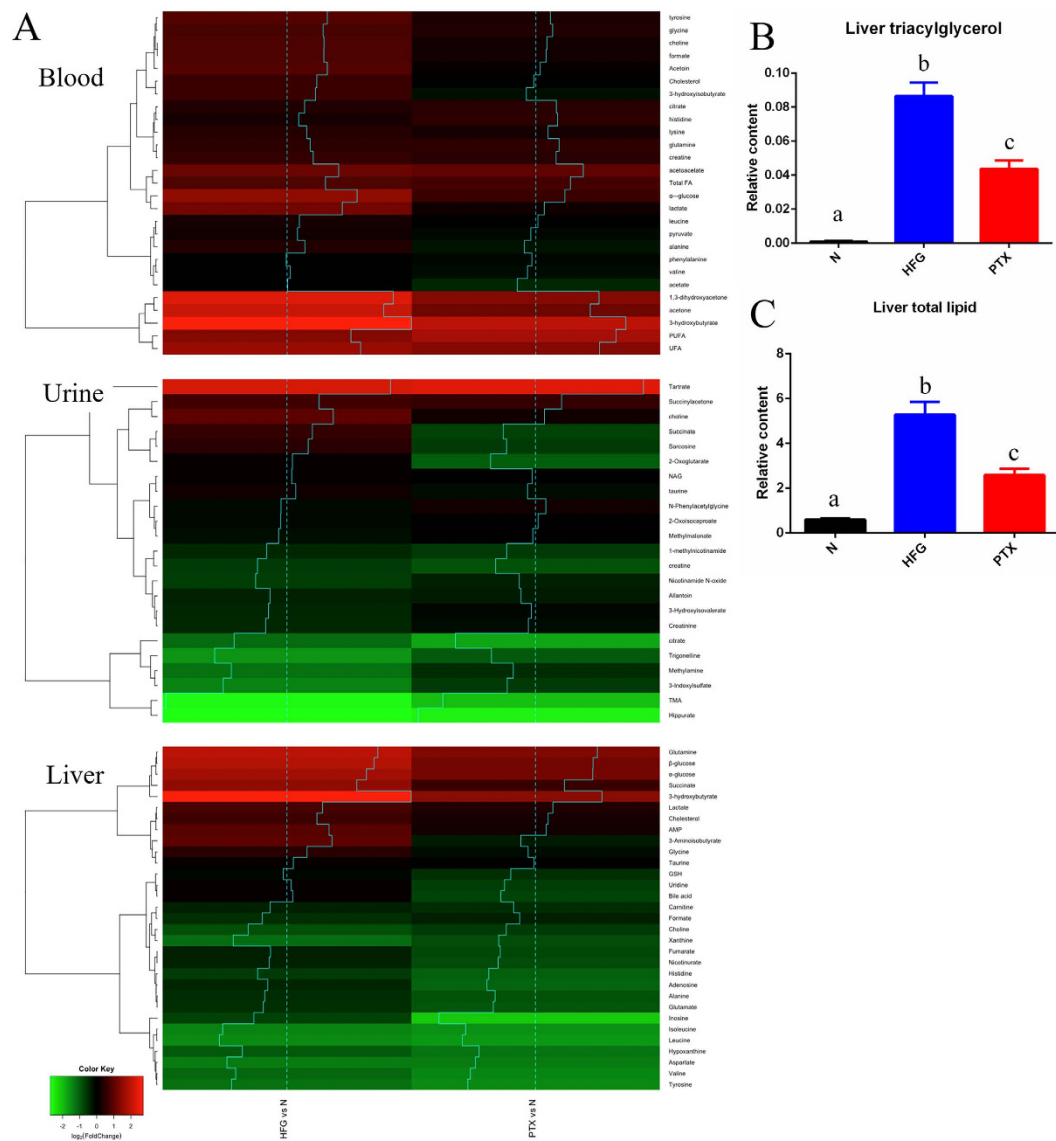 A
Blood
tyrosine
glycine
choline
formate
Acetoin
Cholesterol
3-hydroxyisobutyrate
citrate
histidine
lysine
glutamine
creatine
acetoacetate
Total FA
α—glucose
lactate
leucine
pyruvate
alanine
phenylalanine
valine
acetate
1,3-dihydroxyacetone
acetone
3-hydroxybutyrate
PUFA
UFA
Urine
Tartrate
Succinylacetone
choline
Succinate
Sarcosine
2-Oxoglutarate
NAG
taurine
N-Phenylacetylglycine
2-Oxoisocaproate
Methylmalonate
1-methylnicotinamide
creatine
Nicotinamide N-oxide
Allantoin
3-Hydroxyisovalerate
Creatinine
citrate
Trigonelline
Methylamine
3-Indoxylsulfate
TMA
Hippurate
Liver
Glutamine
β-glucose
α-glucose
Succinate
3-hydroxybutyrate
Lactate
Cholesterol
AMP
3-Aminoisobutyrate
Glycine
Taurine
GSH
Uridine
Bile acid
Carnitine
Formate
Choline
Xanthine
Fumarate
Nicotinurate
Histidine
Adenosine
Alanine
Glutamate
Inosine
Isoleucine
Leucine
Hypoxanthine
Aspartate
Valine
Tyrosine
Color Key
-2 -1 0 1 2
log2(FoldChange)
HFG vs N
PTX vs N
B
Liver triacylglycerol
Relative content
0.10
0.08
0.06
0.04
0.02
0.00
a
b
c
N
HFG
PTX
C
Liver total lipid
Relative content
8
6
4
2
0
a
b
c
N
HFG
PTX